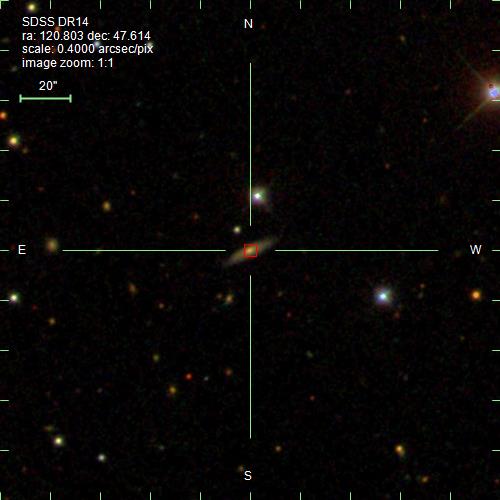 SDSS DR14
ra: 120.803 dec: 47.614
scale: 0.4000 arcsec/pix
image zoom: 1:1
20"
N
E
W
S